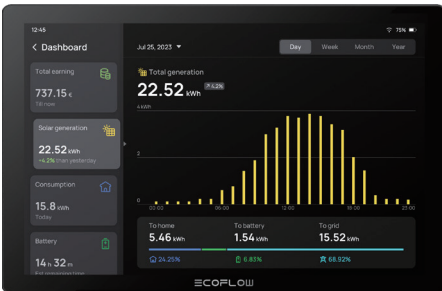 12:45
75%
< Dashboard
Jul 25, 2023 ▼
Day
Week
Month
Year
Total earning
737.15 €
Till now
Solar generation
22.52 kWh
+4.2% than yesterday
Consumption
15.8 kWh
Today
Battery
14 h 32 m
Est remaining time
Total generation
22.52 kWh
4.2%
4 kWh
2
0
00:00
06:00
12:00
18:00
23:00
To home
5.46 kWh
24.25%
To battery
1.54 kWh
6.83%
To grid
15.52 kWh
68.92%
ECOFLOW